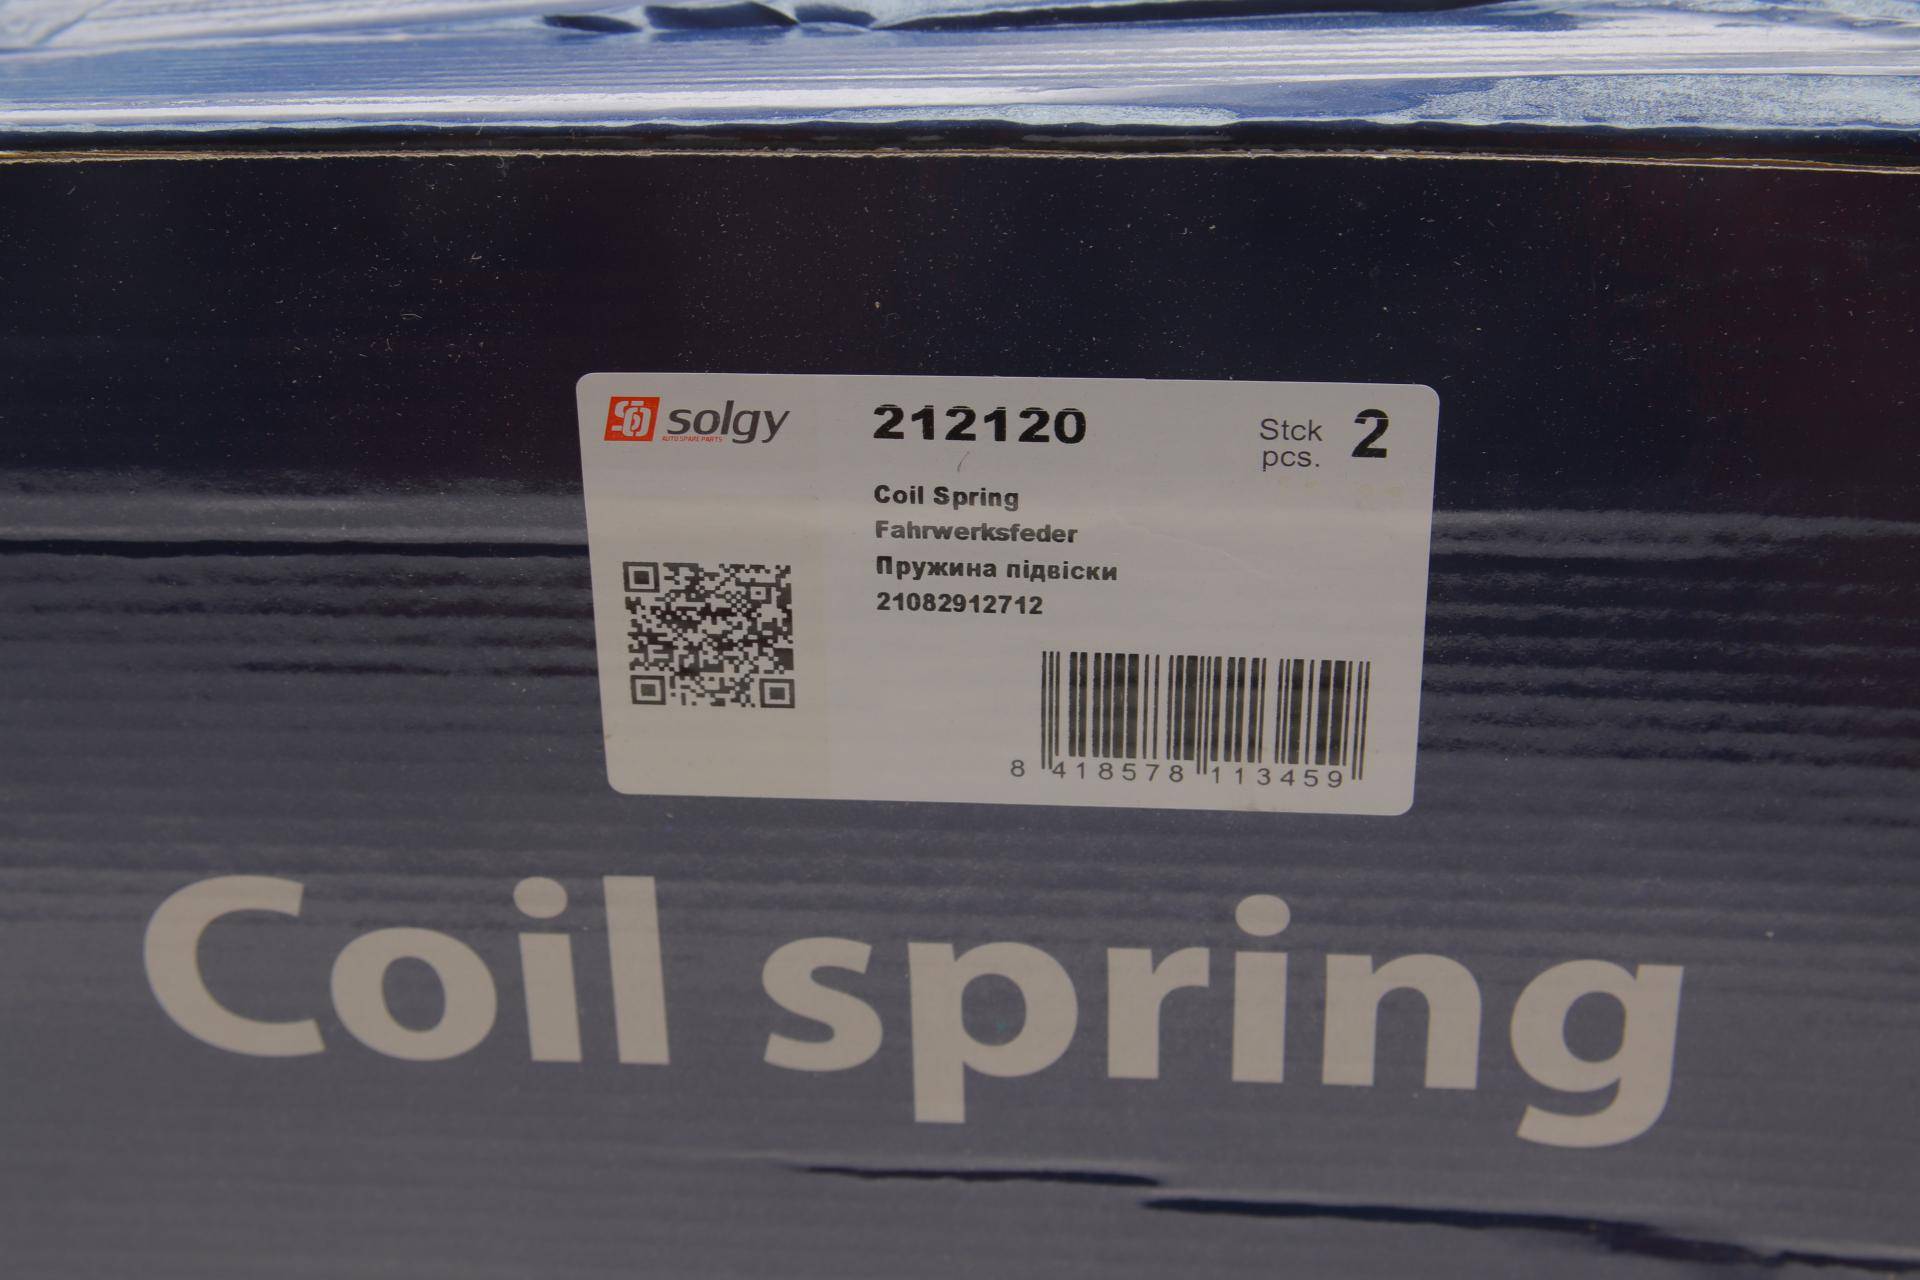 solgy
AUTO SPARE PARTS
212120
Stck
pcs.
2
Coil Spring
Fahrwerksfeder
Пружина підвіски
21082912712
8 418578 113459
Coil spring